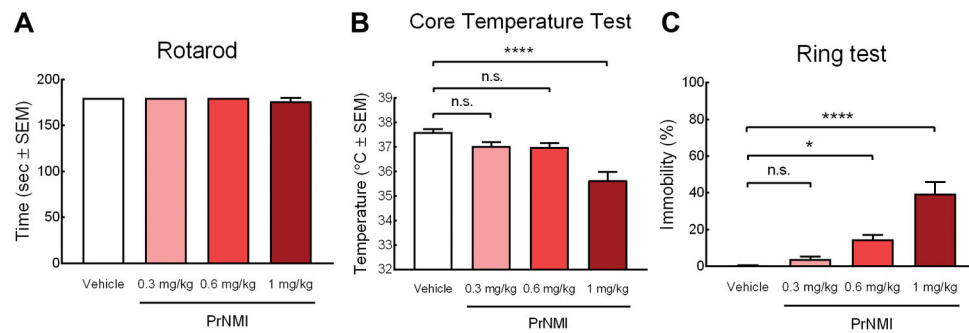 A
Rotarod
Time (sec ± SEM)
200
150
100
50
0
Vehicle
0.3 mg/kg
0.6 mg/kg
1 mg/kg
PrNMI
B
Core Temperature Test
****
n.s.
n.s.
Temperature (°C ± SEM)
39
38
37
36
35
34
33
32
Vehicle
0.3 mg/kg
0.6 mg/kg
1 mg/kg
PrNMI
C
Ring test
****
*
n.s.
Immobility (%)
100
80
60
40
20
0
Vehicle
0.3 mg/kg
0.6 mg/kg
1 mg/kg
PrNMI